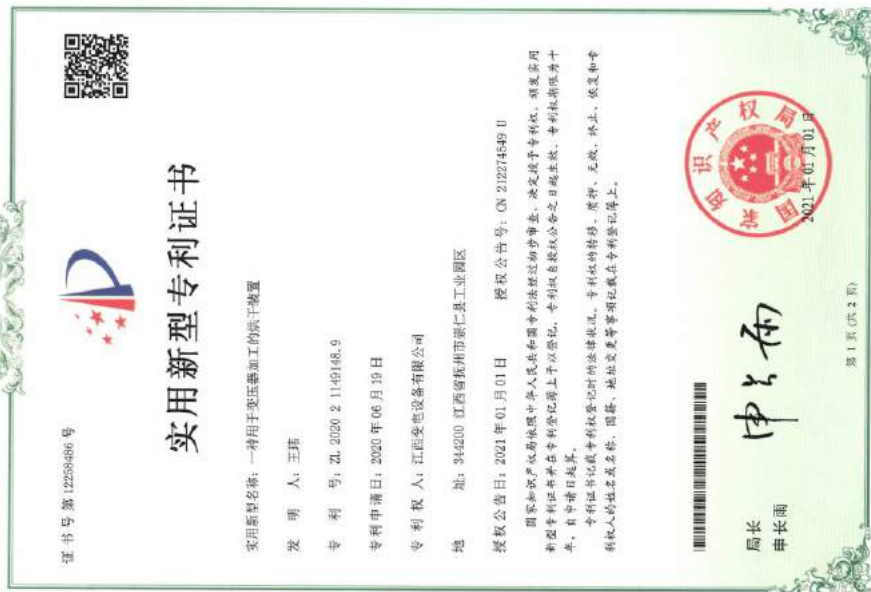 证书号第12258486号
实用新型专利证书
实用新型名称：一种用于变压器加工的烘干装置
发 明 人：王玮
专 利 号：ZL 2020 2 1149148.9
专利申请日：2020年06月19日
专 利 权 人：江西变电设备有限公司
地 址：344200 江西省抚州市崇仁县工业园区
授权公告日：2021年01月01日 授权公告号：CN 212274849 U
国家知识产权局依照中华人民共和国专利法经过初步审查，决定授予专利权，颁发实用
新型专利证书并在专利登记簿上予以登记。专利权自授权公告之日起生效。专利权期限为十
年，自申请日起算。
专利证书记载专利权登记时的法律状况。专利权的转移、质押、无效、终止、恢复和专
利权人的姓名或名称、国籍、地址变更等事项记载在专利登记簿上。
局长
申长雨
申长雨
国家知识产权局
2021年01月01日
第 1 页 (共 2 页)